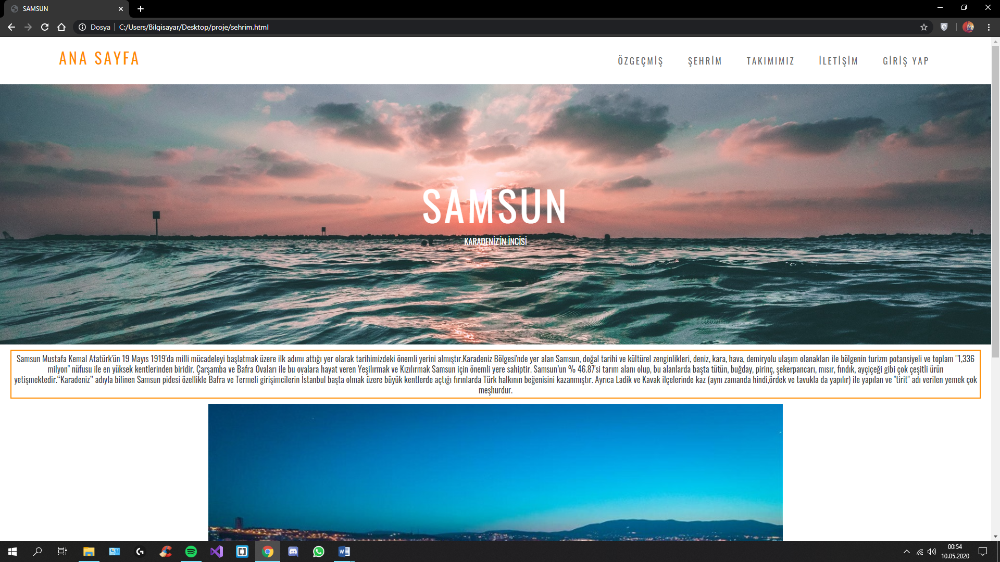 SAMSUN
Dosya
C:/Users/Bilgisayar/Desktop/proje/sehrim.html
ANA SAYFA
ÖZGEÇMİŞ ŞEHRİM TAKIMIMIZ İLETİŞİM GİRİŞ YAP
SAMSUN
KARADENİZ'İN İNCİSİ
Samsun Mustafa Kemal Atatürk'ün 19 Mayıs 1919'da milli mücadeleyi başlatmak üzere ilk adımı attığı yer olarak tarihimizdeki önemli yerini almıştır.Karadeniz Bölgesi'nde yer alan Samsun, doğal tarihi ve kültürel zenginlikleri, deniz, kara, hava, demiryolu ulaşım olanakları ile bölgenin turizm potansiyeli ve toplam "1,336
milyon" nüfusu ile en yüksek kentlerinden biridir. Çarşamba ve Bafra Ovaları ile bu ovalara hayat veren Yeşilırmak ve Kızılırmak Samsun için önemli yere sahiptir. Samsun’un % 46.87'si tarım alanı olup, bu alanlarda başta tütün, buğday, pirinç, şekerpancarı, mısır, fındık, ayçiçeği gibi çok çeşitli ürün
yetişmektedir.“Karadeniz” adıyla bilinen Samsun pidesi özellikle Bafra ve Termeli girişimcilerin İstanbul başta olmak üzere büyük kentlerde açtığı fırınlarda Türk halkının beğenisini kazanmıştır. Ayrıca Ladik ve Kavak ilçelerinde kaz (aynı zamanda hindi,ördek ve tavukla da yapılır) ile yapılan ve "tirit" adı verilen yemek çok
meşhurdur.
00:54
10.05.2020